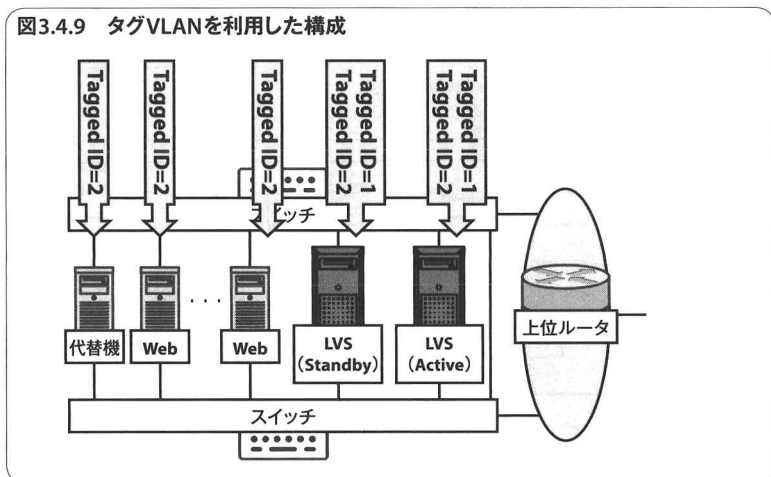 図3.4.9 タグVLANを利用した構成
Tagged ID=2
Tagged ID=2
Tagged ID=2
Tagged ID=1
Tagged ID=2
Tagged ID=1
Tagged ID=2
スイッチ
代替機
Web
...
Web
LVS
(Standby)
LVS
(Active)
上位ルータ
スイッチ